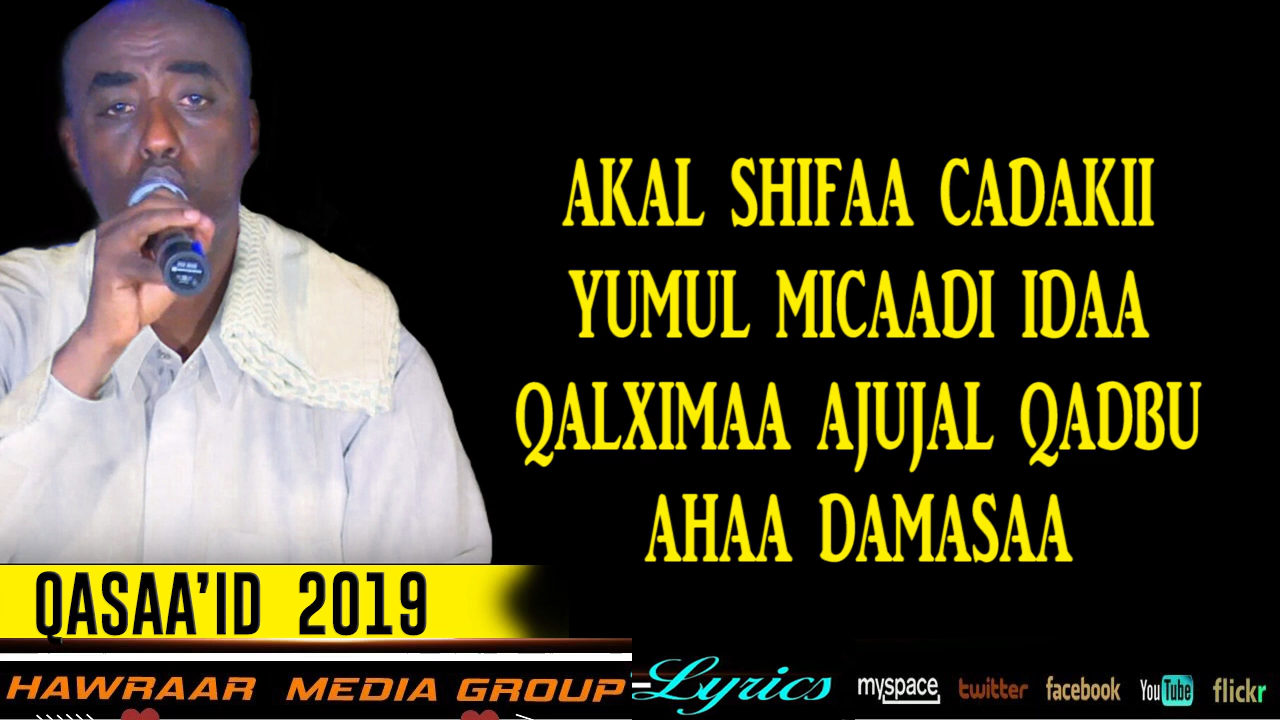 AKAL SHIFAA CADAKII
YUMUL MICAADI IDAA
QALXIMAA AJUJAL QADBU
AHAA DAMASAA
QASAA'ID 2019
HAWRAAR MEDIA GROUP Lyrics myspace twitter facebook YouTube flickr